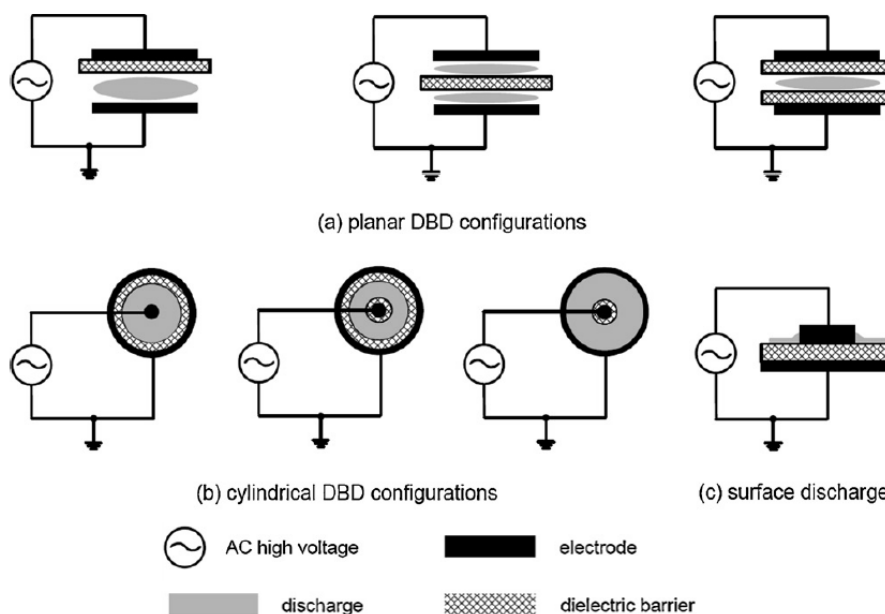 (a) planar DBD configurations
(b) cylindrical DBD configurations
(c) surface discharge
AC high voltage
electrode
discharge
dielectric barrier